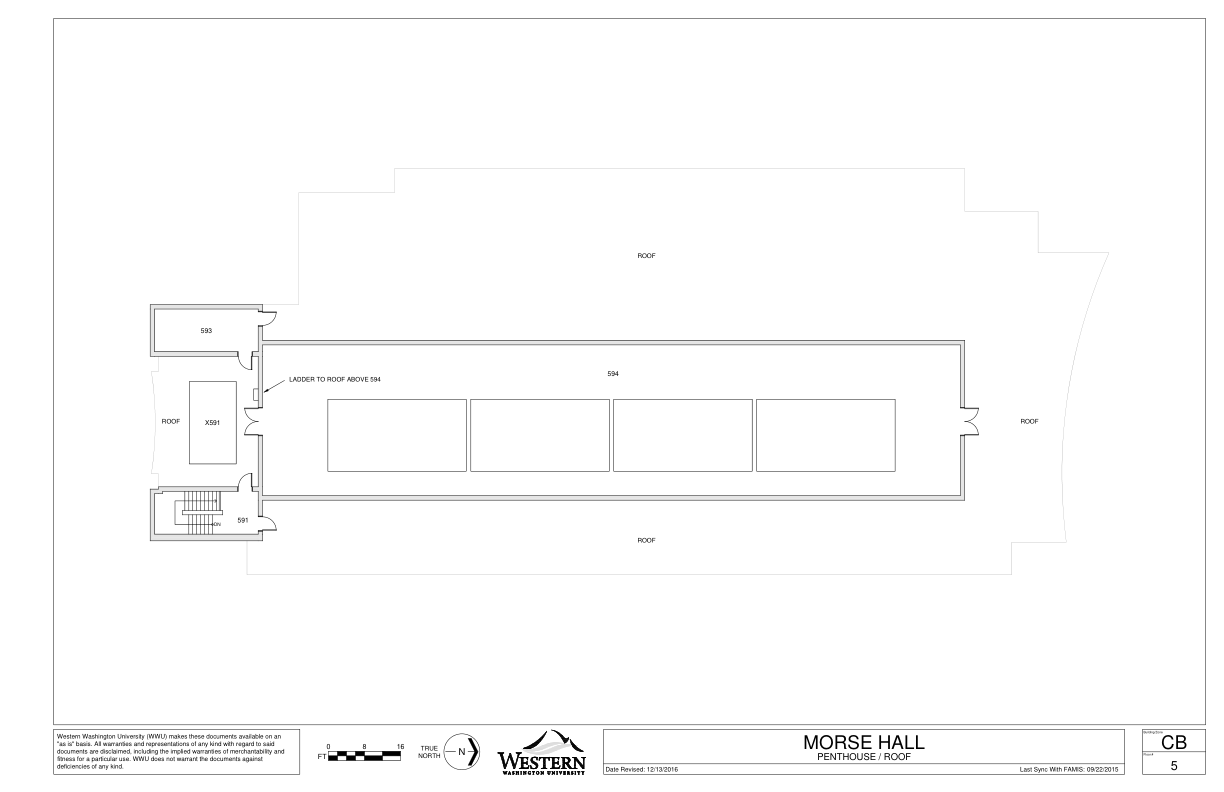 ROOF
593
594
LADDER TO ROOF ABOVE 594
ROOF
X591
ROOF
591
DN
ROOF
Western Washington University (WWU) makes these documents available on an
"as is" basis. All warranties and representations of any kind with regard to said
documents are disclaimed, including the implied warranties of merchantability and
fitness for a particular use. WWU does not warrant the documents against
deficiencies of any kind.
0 8 16
FT
TRUE
NORTH
N
WESTERN
WASHINGTON UNIVERSITY
MORSE HALL
PENTHOUSE / ROOF
Date Revised: 12/13/2016
Last Sync With FAMIS: 09/22/2015
CB
5